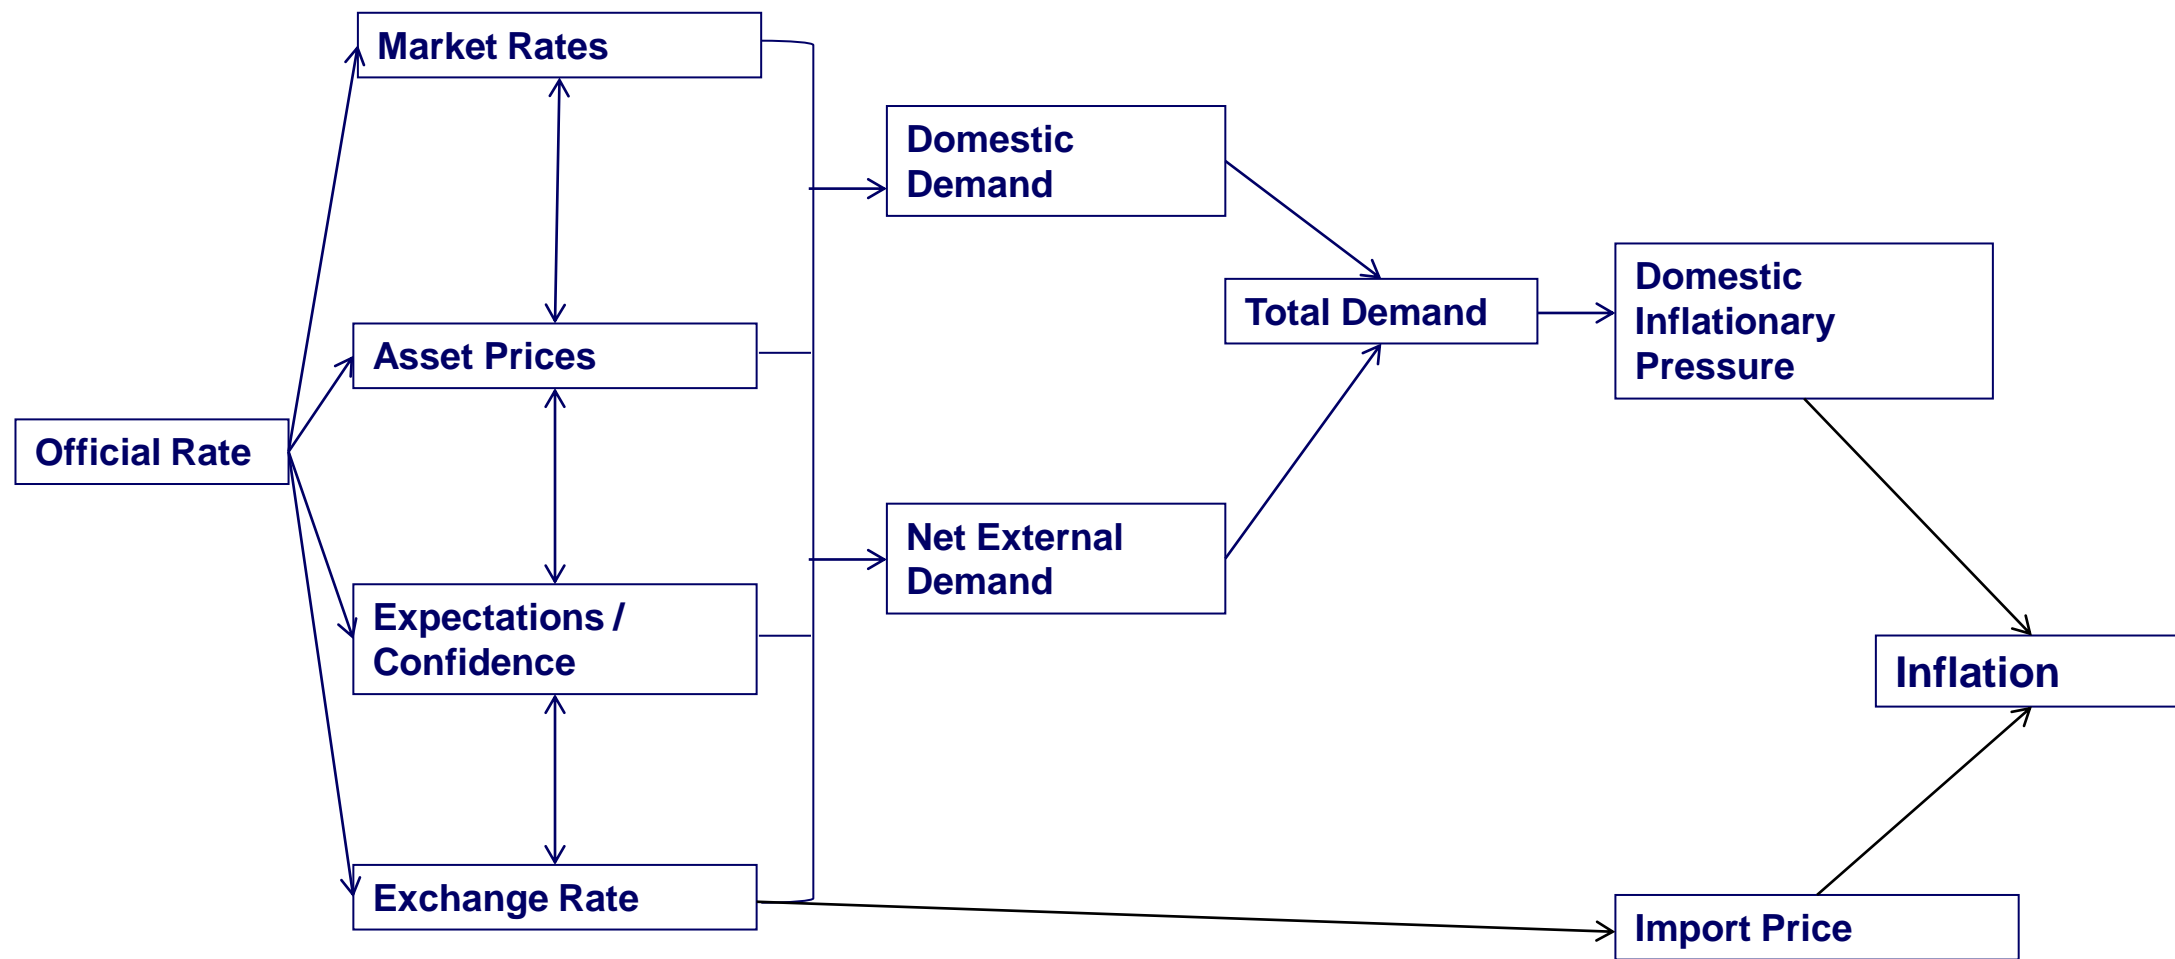 Market Rates
Domestic
Demand
Domestic
Inflationary
Pressure
Total Demand
Asset Prices
Official Rate
Net External
Demand
Expectations /
Confidence
Inflation
Exchange Rate
Import Price